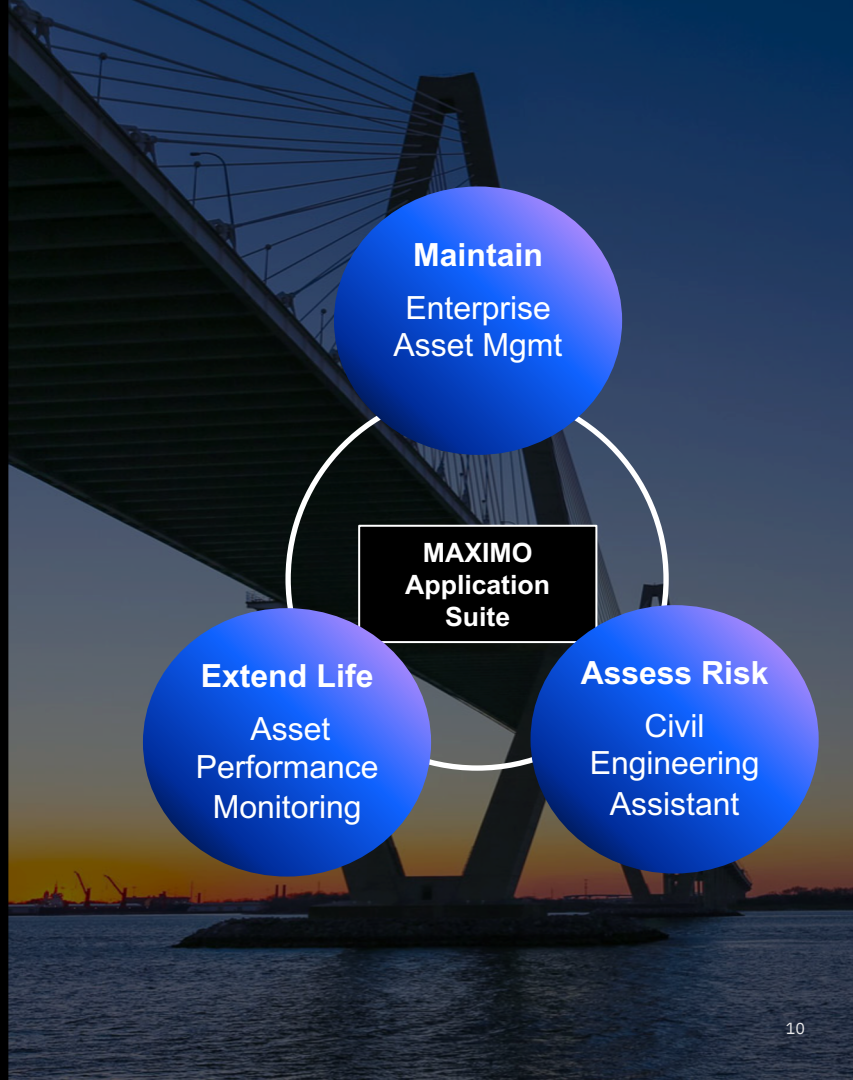 Maintain
Enterprise
Asset Mgmt
MAXIMO
Application
Suite
Extend Life
Asset
Performance
Monitoring
Assess Risk
Civil
Engineering
Assistant
10